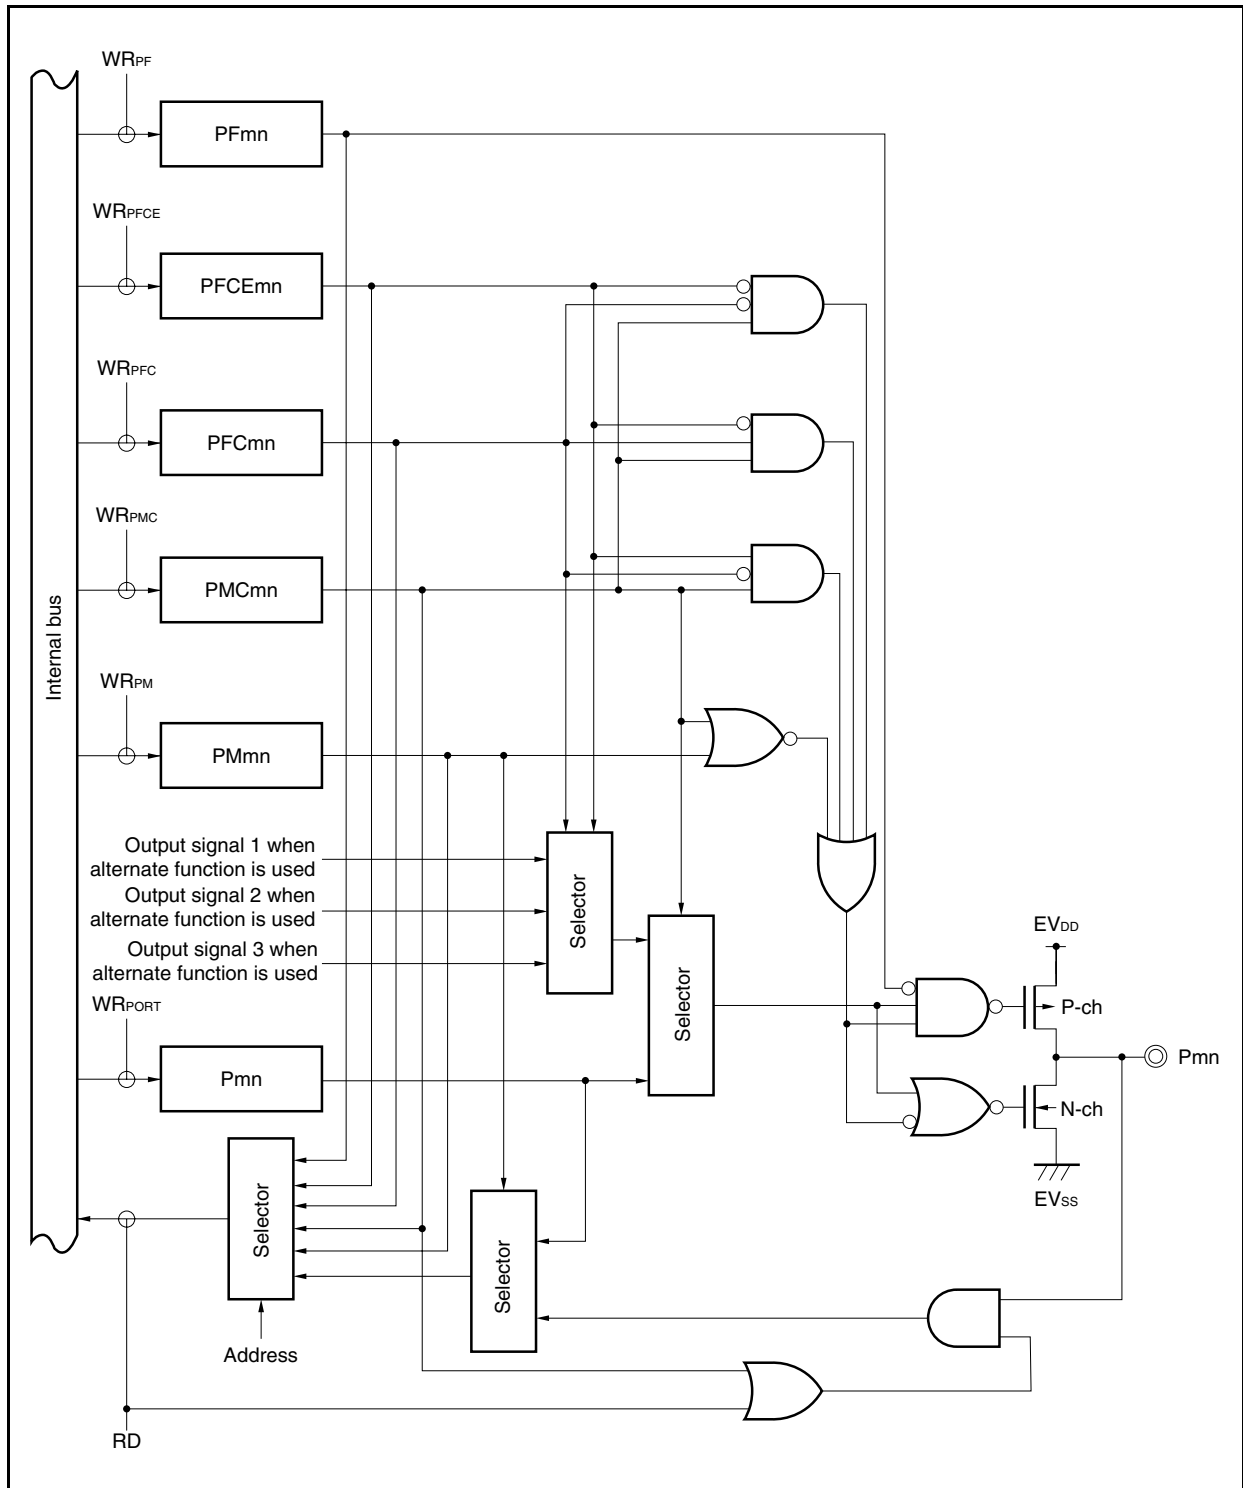 WRPF
PFmn
WRPFCE
PFCEmn
WRPFC
PFCmn
WRPMC
PMCmn
Internal bus
WRPM
PMmn
Output signal 1 when
alternate function is used
Output signal 2 when
alternate function is used
Output signal 3 when
alternate function is used
Selector
Selector
EVDD
P-ch
WRPORT
Pmn
Pmn
N-ch
EVSS
Selector
Selector
Address
RD